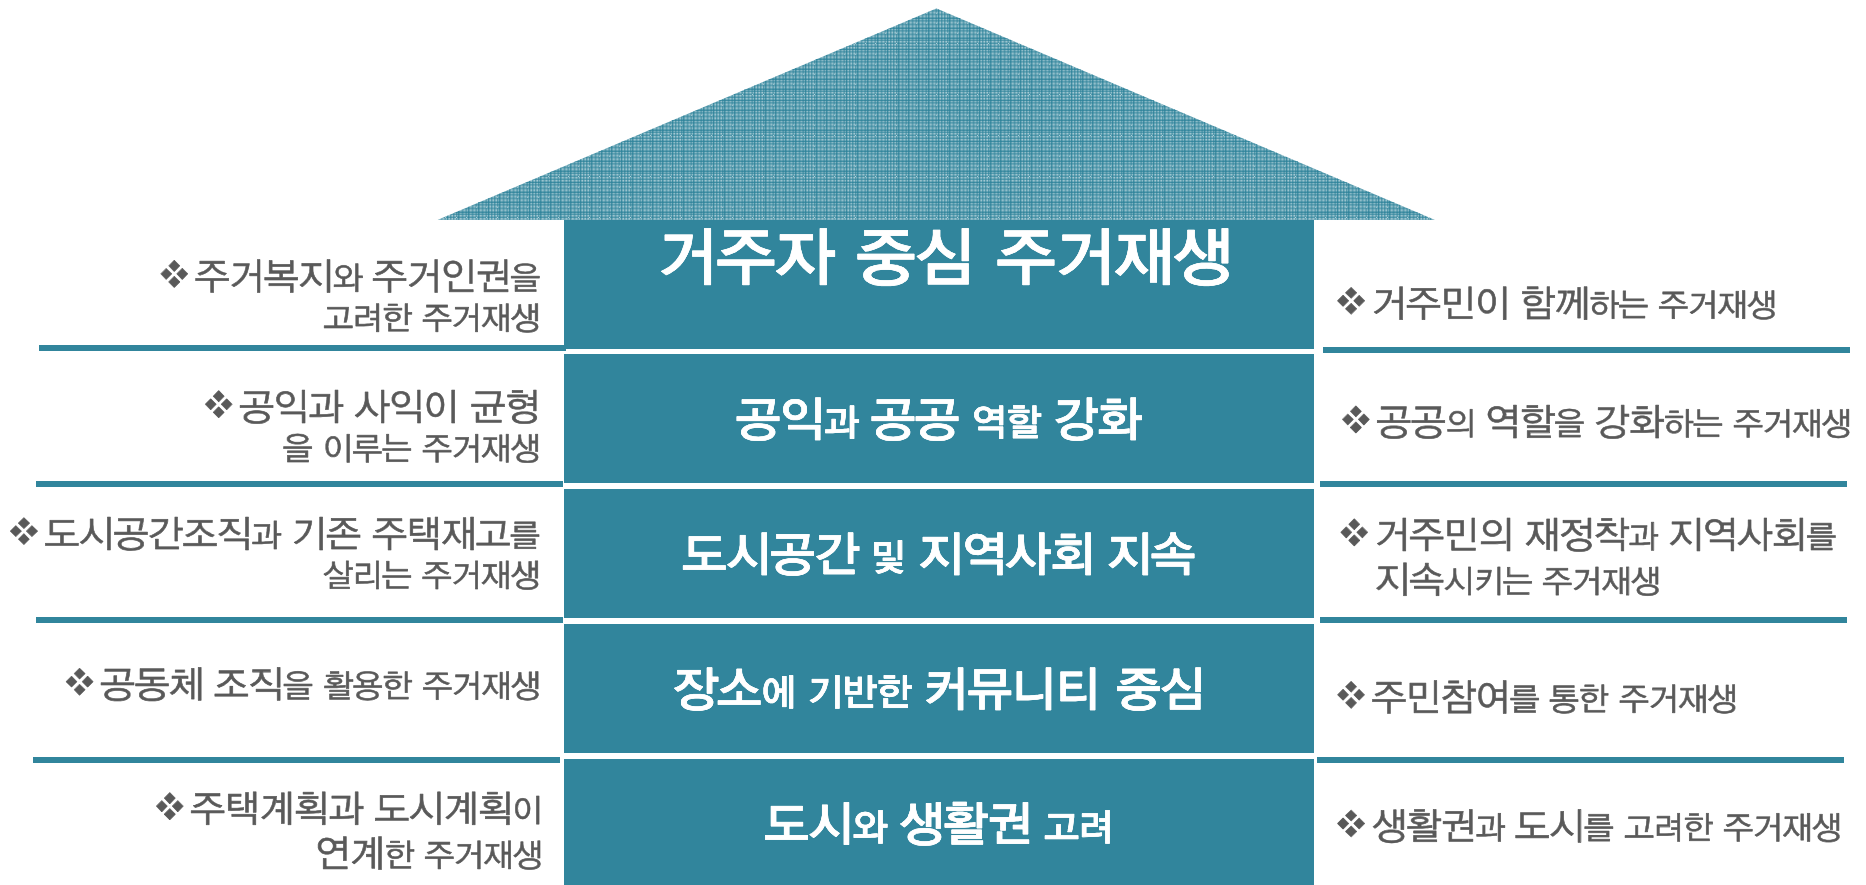 거주자 중심 주거재생
❖ 주거복지와 주거인권을
고려한 주거재생
❖ 거주민이 함께하는 주거재생
❖ 공익과 사익이 균형
을 이루는 주거재생
공익과 공공 역할 강화
❖ 공공의 역할을 강화하는 주거재생
❖ 도시공간조직과 기존 주택재고를
살리는 주거재생
도시공간 및 지역사회 지속
❖ 거주민의 재정착과 지역사회를
지속시키는 주거재생
❖ 공동체 조직을 활용한 주거재생
장소에 기반한 커뮤니티 중심
❖ 주민참여를 통한 주거재생
❖ 주택계획과 도시계획이
연계한 주거재생
도시와 생활권 고려
❖ 생활권과 도시를 고려한 주거재생